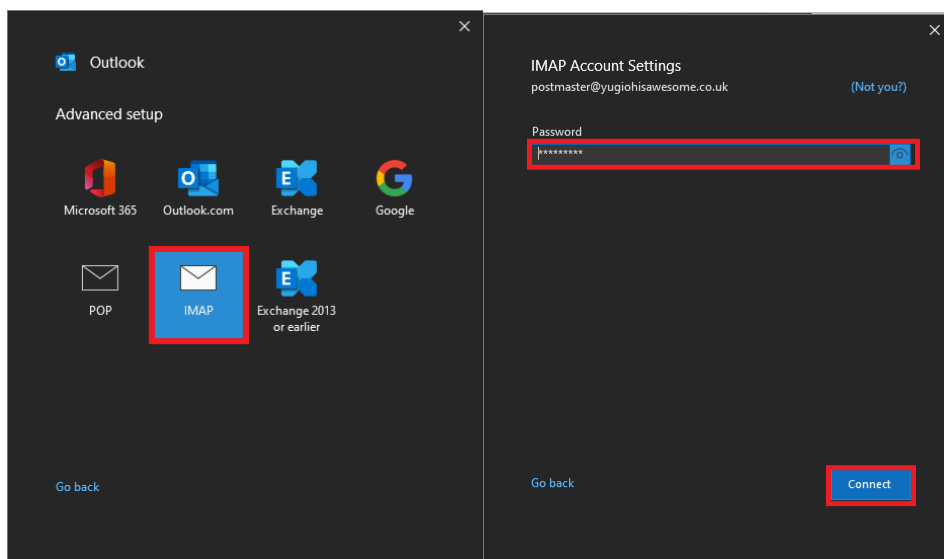 Outlook
Advanced setup
Microsoft 365
Outlook.com
Exchange
Google
POP
IMAP
Exchange 2013
or earlier
Go back
IMAP Account Settings
postmaster@yugiohisawesome.co.uk
(Not you?)
Password
*********
Go back
Connect